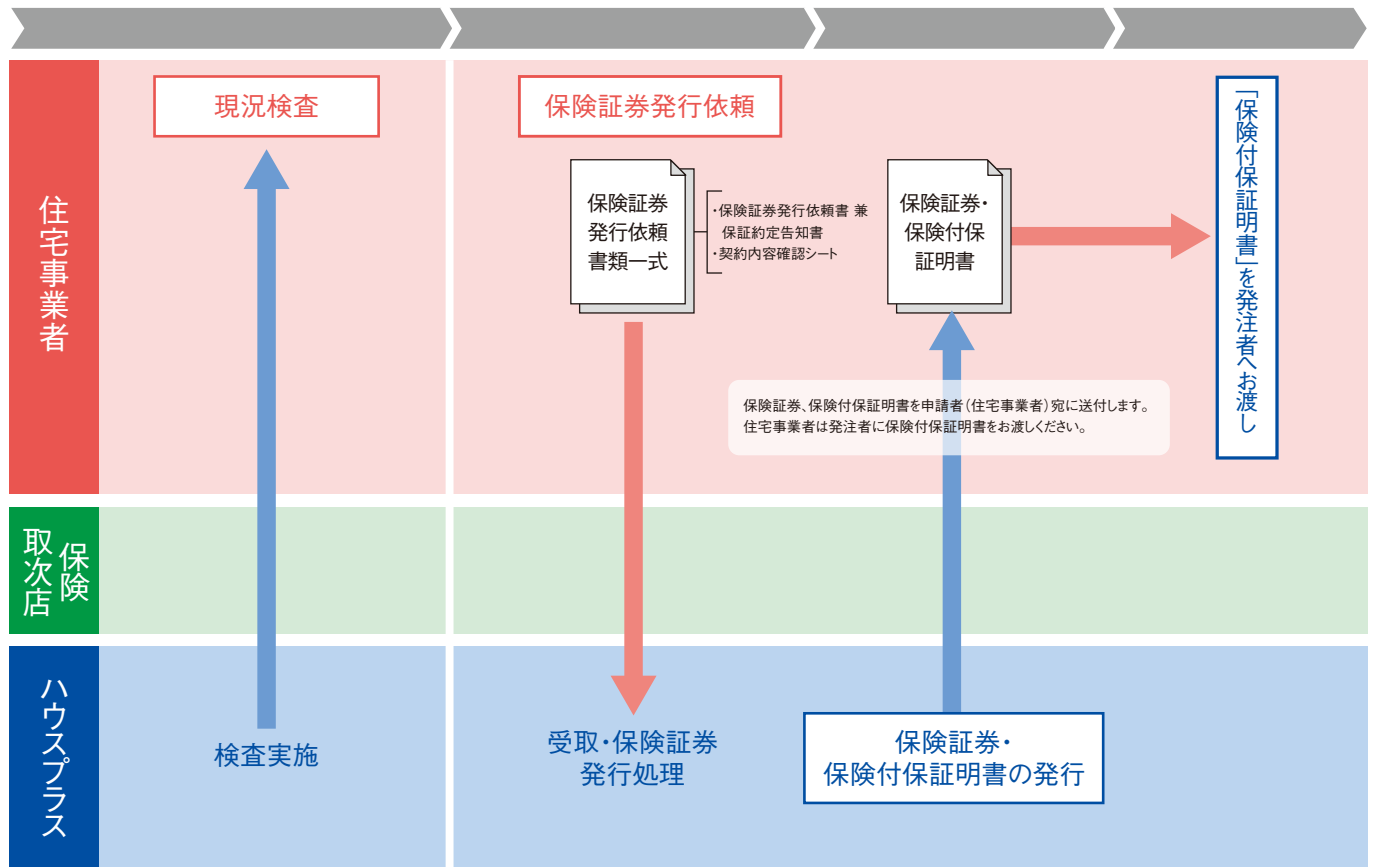 住宅事業者
現況検査
保険証券発行依頼
保険証券
発行依頼
書類一式
・保険証券発行依頼書 兼
保証約定告知書
・契約内容確認シート
保険証券・
保険付保
証明書
「保険付保証明書」を発注者へお渡し
保険証券、保険付保証明書を申請者（住宅事業者）宛に送付します。
住宅事業者は発注者に保険付保証明書をお渡しください。
保険
取次店
ハウスプラス
検査実施
受取・保険証券
発行処理
保険証券・
保険付保証明書の発行